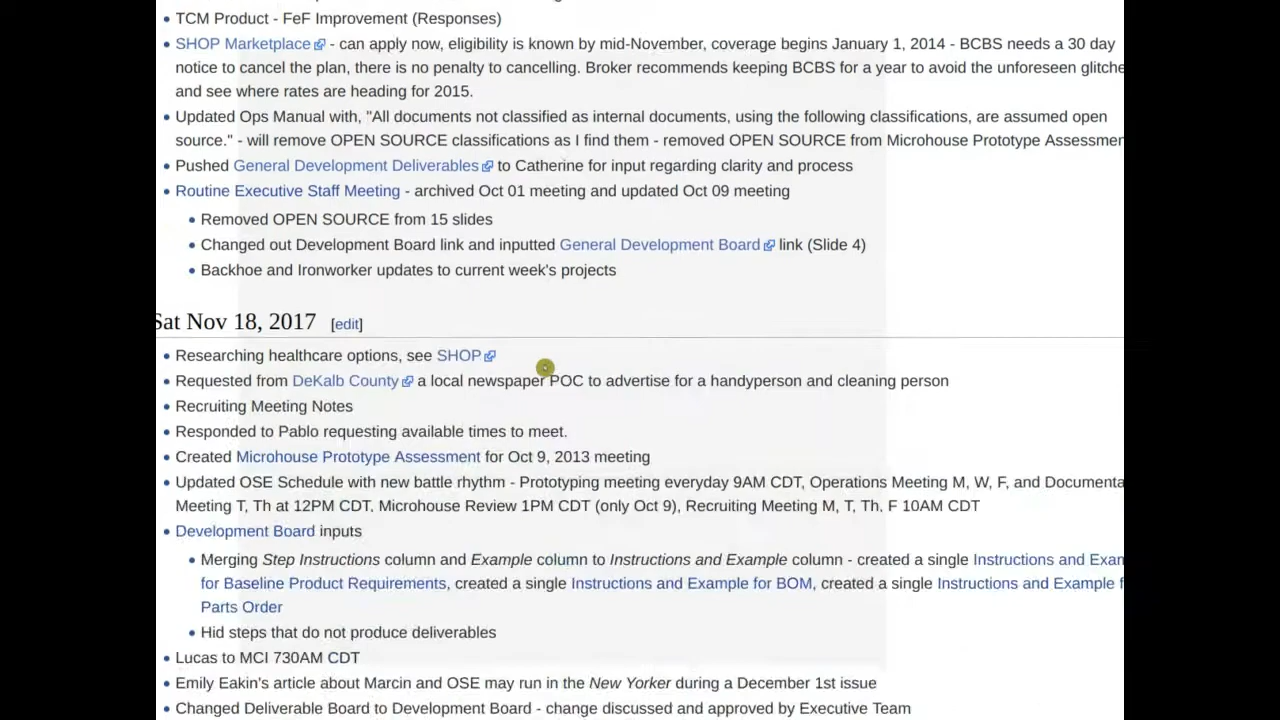 TCM Product - FeF Improvement (Responses)
SHOP Marketplace - can apply now, eligibility is known by mid-November, coverage begins January 1, 2014 - BCBS needs a 30 day
notice to cancel the plan, there is no penalty to cancelling. Broker recommends keeping BCBS for a year to avoid the unforeseen glitche
and see where rates are heading for 2015.
Updated Ops Manual with, "All documents not classified as internal documents, using the following classifications, are assumed open
source." - will remove OPEN SOURCE classifications as I find them - removed OPEN SOURCE from Microhouse Prototype Assessmen
Pushed General Development Deliverables to Catherine for input regarding clarity and process
Routine Executive Staff Meeting - archived Oct 01 meeting and updated Oct 09 meeting
Removed OPEN SOURCE from 15 slides
Changed out Development Board link and inputted General Development Board link (Slide 4)
Backhoe and Ironworker updates to current week's projects
Sat Nov 18, 2017 [edit]
Researching healthcare options, see SHOP
Requested from DeKalb County a local newspaper POC to advertise for a handyperson and cleaning person
Recruiting Meeting Notes
Responded to Pablo requesting available times to meet.
Created Microhouse Prototype Assessment for Oct 9, 2013 meeting
Updated OSE Schedule with new battle rhythm - Prototyping meeting everyday 9AM CDT, Operations Meeting M, W, F, and Documenta
Meeting T, Th at 12PM CDT, Microhouse Review 1PM CDT (only Oct 9), Recruiting Meeting M, T, Th, F 10AM CDT
Development Board inputs
Merging Step Instructions column and Example column to Instructions and Example column - created a single Instructions and Exam
for Baseline Product Requirements, created a single Instructions and Example for BOM, created a single Instructions and Example f
Parts Order
Hid steps that do not produce deliverables
Lucas to MCI 730AM CDT
Emily Eakin's article about Marcin and OSE may run in the New Yorker during a December 1st issue
Changed Deliverable Board to Development Board - change discussed and approved by Executive Team